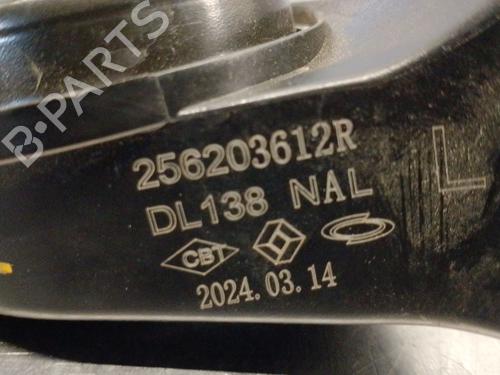 B-PARTS
256203612R
DL138 NAL
L
CBT
2024.03.14